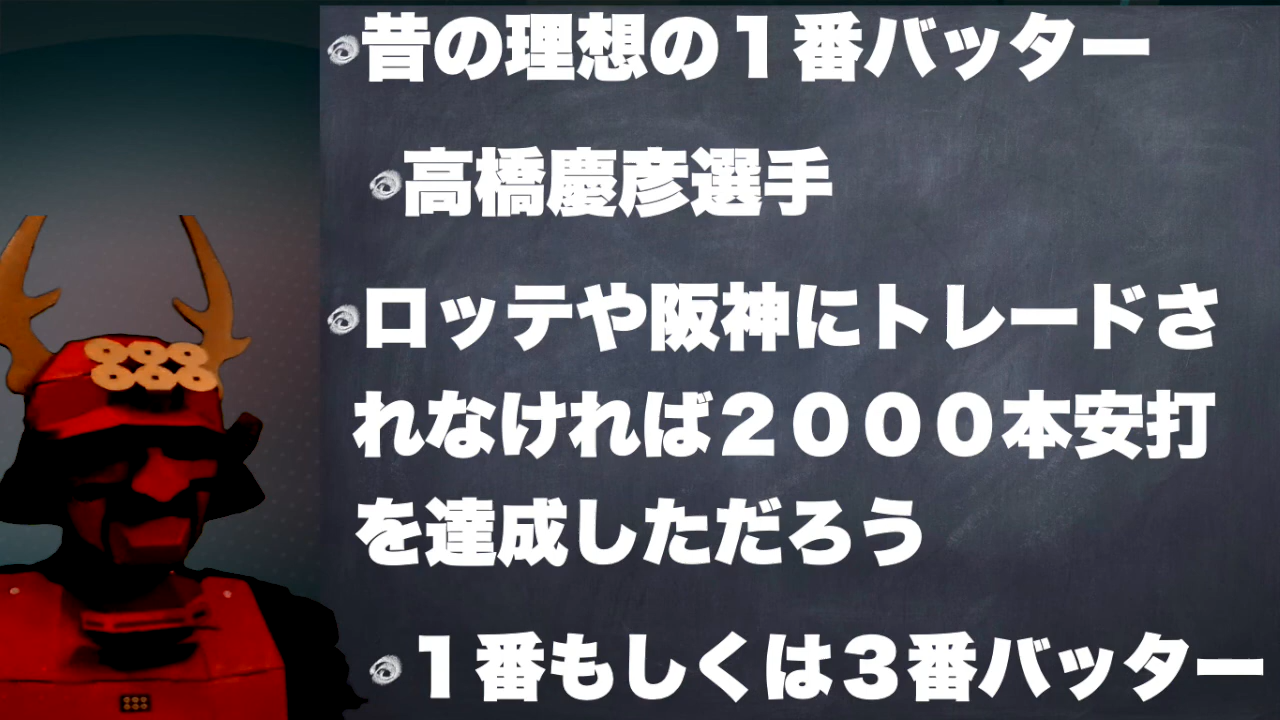 昔の理想の１番バッター
高橋慶彦選手
ロッテや阪神にトレードさ
れなければ２０００本安打
を達成しただろう
１番もしくは３番バッター